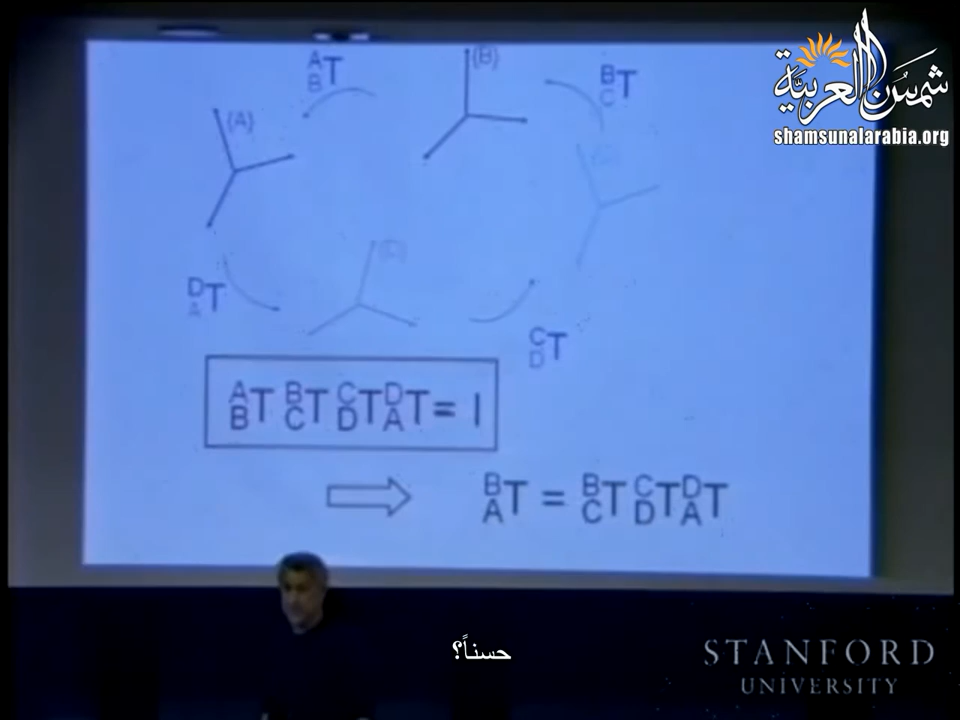 شمس العربية
shamsunalarabia.org
A B T
{B}
B C T
{A}
D A T
C D T
A B T B C T C D T D A T = I
B A T = B C T C D T D A T
حسناً؟
STANFORD
UNIVERSITY